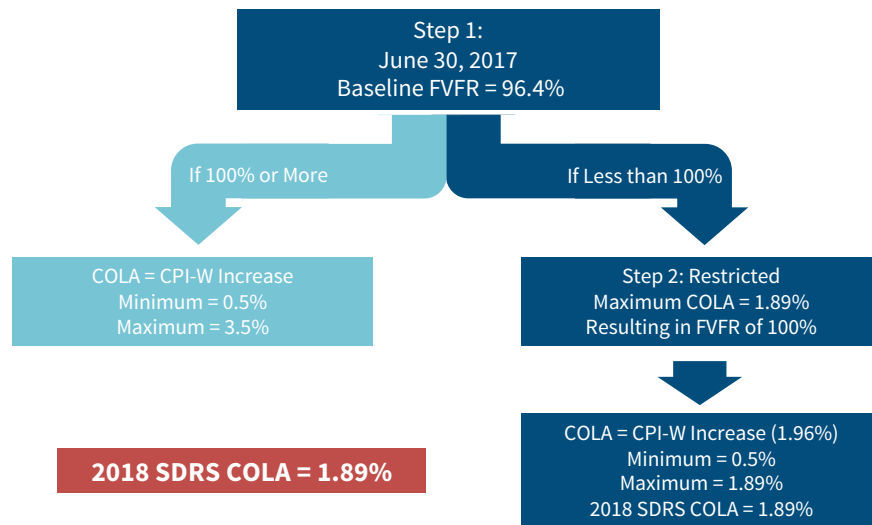 Step 1:
June 30, 2017
Baseline FVFR = 96.4%
If 100% or More
If Less than 100%
COLA = CPI-W Increase
Minimum = 0.5%
Maximum = 3.5%
Step 2: Restricted
Maximum COLA = 1.89%
Resulting in FVFR of 100%
COLA = CPI-W Increase (1.96%)
Minimum = 0.5%
Maximum = 1.89%
2018 SDRS COLA = 1.89%
2018 SDRS COLA = 1.89%